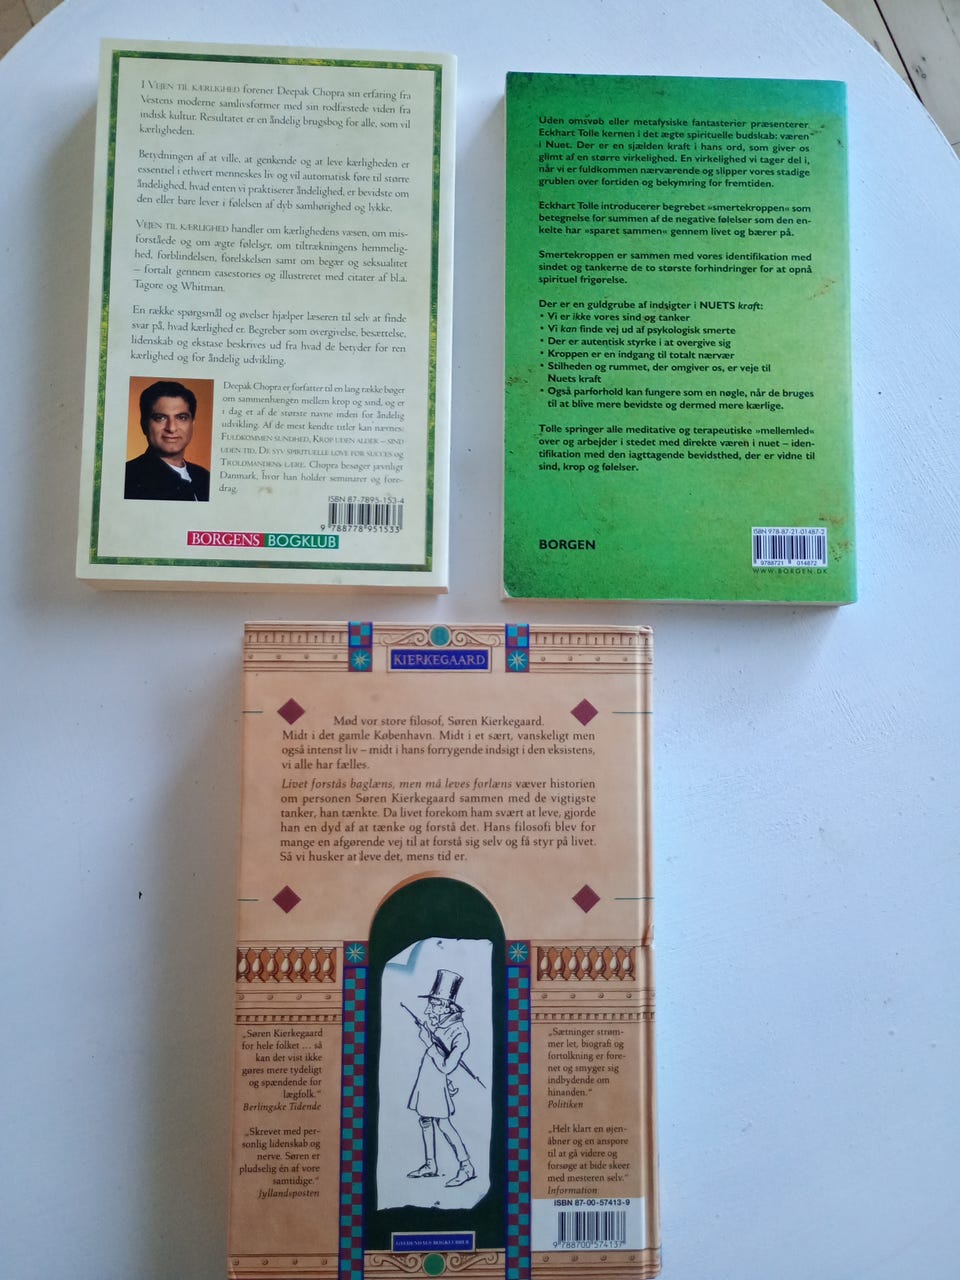 I VEJEN TIL KÆRLIGHED forener Deepak Chopra sin erfaring fra
Vestens moderne samlivsformer med sin rodfæstede viden fra
indisk kultur. Resultatet er en åndelig brugsbog for alle, som vil
kærligheden.
Betydningen af at ville, at genkende og at leve kærligheden er
essentiel i ethvert menneskes liv og vil automatisk føre til større
åndelighed, hvad enten vi praktiserer åndelighed, er bevidste om
den eller bare lever i følelsen af dyb samhørighed og lykke.
VEJEN TIL KÆRLIGHED handler om kærlighedens væsen, om mis-
forståede og om ægte følelser, om tiltrækningens hemmelig-
hed, forblindelsen, forelskelsen samt om begær og seksualitet
– fortalt gennem casestories og illustreret med citater af bl.a.
Tagore og Whitman.
En række spørgsmål og øvelser hjælper læseren til selv at finde
svar på, hvad kærlighed er. Begreber som overgivelse, besættelse,
lidenskab og ekstase beskrives ud fra hvad de betyder for ren
kærlighed og for åndelig udvikling.
Deepak Chopra er forfatter til en lang række bøger
om sammenhængen mellem krop og sind, og er
i dag et af de største navne inden for åndelig
udvikling. Af de mest kendte titler kan nævnes:
FULDKOMMEN SUNDHED, KROP UDEN ALDER – SIND
UDEN TID, DE SYV SPIRITUELLE LOVE FOR SUCCES og
TROLDMANDENS LÆRE. Chopra besøger jævnligt
Danmark, hvor han holder seminarer og fore-
drag.
ISBN 87-7895-153-4
9 788778 951533
BORGENS BOGKLUB
Uden omsvøb eller metafysiske fantasterier præsenterer
Eckhart Tolle kernen i det ægte spirituelle budskab: væren
i Nuet. Der er en sjælden kraft i hans ord, som giver os
glimt af en større virkelighed. En virkelighed vi tager del i,
når vi er fuldkommen nærværende og slipper vores stadige
grublen over fortiden og bekymring for fremtiden.
Eckhart Tolle introducerer begrebet »smertekroppen« som
betegnelse for summen af de negative følelser som den en-
kelte har »sparet sammen« gennem livet og bærer på.
Smertekroppen er sammen med vores identifikation med
sindet og tankerne de to største forhindringer for at opnå
spirituel frigørelse.
Der er en guldgrube af indsigter i NUETS kraft:
• Vi er ikke vores sind og tanker
• Vi kan finde vej ud af psykologisk smerte
• Der er autentisk styrke i at overgive sig
• Kroppen er en indgang til totalt nærvær
• Stilheden og rummet, der omgiver os, er veje til
Nuets kraft
• Også parforhold kan fungere som en nøgle, når de bruges
til at blive mere bevidste og dermed mere kærlige.
Tolle springer alle meditative og terapeutiske »mellemled«
over og arbejder i stedet med direkte væren i nuet – iden-
tifikation med den iagttagende bevidsthed, der er vidne til
sind, krop og følelser.
BORGEN
ISBN 978-87-21-01487-2
9788721 014872
WWW.BORGEN.DK
KIERKEGAARD
Mød vor store filosof, Søren Kierkegaard.
Midt i det gamle København. Midt i et sært, vanskeligt men
også intenst liv – midt i hans forrygende indsigt i den eksistens,
vi alle har fælles.
Livet forstås baglæns, men må leves forlæns væver historien
om personen Søren Kierkegaard sammen med de vigtigste
tanker, han tænkte. Da livet forekom ham svært at leve, gjorde
han en dyd af at tænke og forstå det. Hans filosofi blev for
mange en afgørende vej til at forstå sig selv og få styr på livet.
Så vi husker at leve det, mens tid er.
„Søren Kierkegaard
for hele folket ... så
kan det vist ikke
gøres mere tydeligt
og spændende for
lægfolk.“
Berlingske Tidende
„Skrevet med per-
sonlig lidenskab og
nerve. Søren er
pludselig én af vore
samtidige.“
Jyllandsposten
„Sætninger strøm-
mer let, biografi og
fortolkning er fore-
net og smyger sig
indbydende om
hinanden.“
Politiken
„Helt klart en øjen-
åbner og en anspore
til at gå videre og
forsøge at bide skeer
med mesteren selv.“
Information
ISBN 87-00-57413-9
9 788700 574137
GYLDENDALS BOGKLUBBER